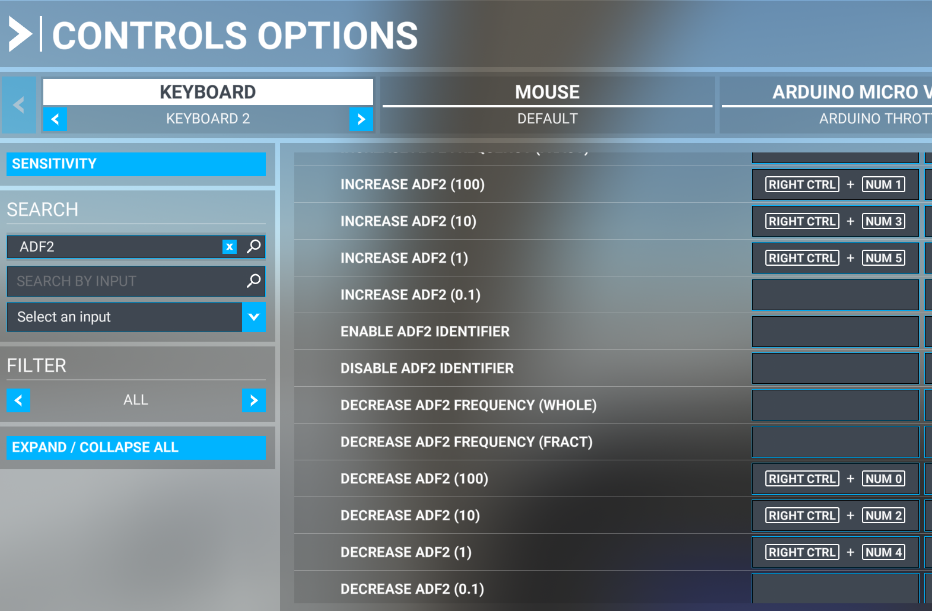 CONTROLS OPTIONS
KEYBOARD
KEYBOARD 2
MOUSE
DEFAULT
ARDUINO MICRO
ARDUINO
SENSITIVITY
SEARCH
ADF2 x
SEARCH BY INPUT
Select an input
FILTER
ALL
EXPAND / COLLAPSE ALL
INCREASE ADF2 (100) RIGHT CTRL + NUM 1
INCREASE ADF2 (10) RIGHT CTRL + NUM 3
INCREASE ADF2 (1) RIGHT CTRL + NUM 5
INCREASE ADF2 (0.1)
ENABLE ADF2 IDENTIFIER
DISABLE ADF2 IDENTIFIER
DECREASE ADF2 FREQUENCY (WHOLE)
DECREASE ADF2 FREQUENCY (FRACT)
DECREASE ADF2 (100) RIGHT CTRL + NUM 0
DECREASE ADF2 (10) RIGHT CTRL + NUM 2
DECREASE ADF2 (1) RIGHT CTRL + NUM 4
DECREASE ADF2 (0.1)